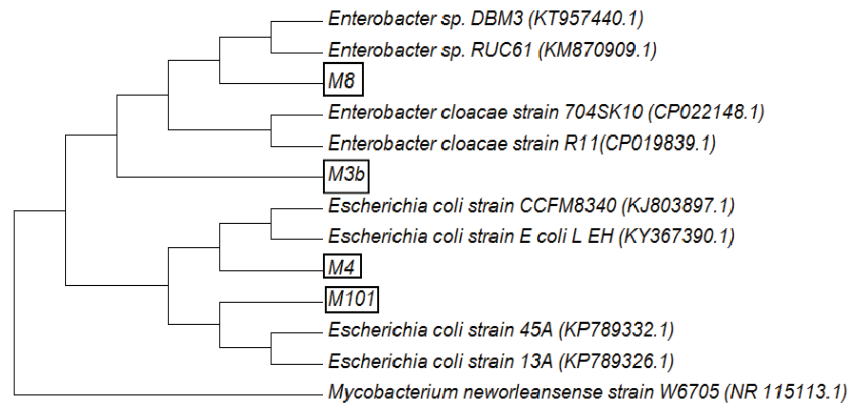 Enterobacter sp. DBM3 (KT957440.1)
Enterobacter sp. RUC61 (KM870909.1)
M8
Enterobacter cloacae strain 704SK10 (CP022148.1)
Enterobacter cloacae strain R11(CP019839.1)
M3b
Escherichia coli strain CCFM8340 (KJ803897.1)
Escherichia coli strain E coli L EH (KY367390.1)
M4
M101
Escherichia coli strain 45A (KP789332.1)
Escherichia coli strain 13A (KP789326.1)
Mycobacterium neworleansense strain W6705 (NR 115113.1)